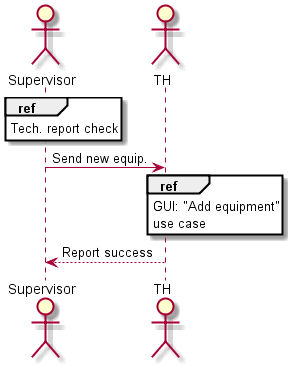 Supervisor
TH
ref
Tech. report check
Send new equip.
ref
GUI: "Add equipment"
use case
Report success
Supervisor
TH